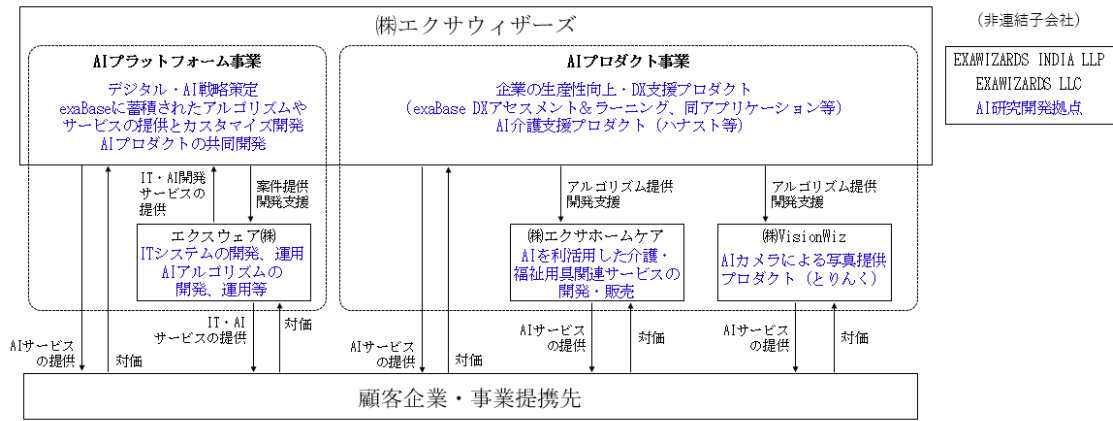 ㈱エクサウィザーズ
AIプラットフォーム事業
デジタル・AI戦略策定
exaBaseに蓄積されたアルゴリズムや
サービスの提供とカスタマイズ開発
AIプロダクトの共同開発
AIプロダクト事業
企業の生産性向上・DX支援プロダクト
(exaBase DXアセスメント＆ラーニング、同アプリケーション等)
AI介護支援プロダクト（ハナスト等）
(非連結子会社)
EXAWIZARDS INDIA LLP
EXAWIZARDS LLC
AI研究開発拠点
IT・AI開発
サービスの
提供
案件提供
開発支援
アルゴリズム提供
開発支援
アルゴリズム提供
開発支援
エクスウェア㈱
ITシステムの開発、運用
AIアルゴリズムの
開発、運用等
㈱エクサホームケア
AIを利活用した介護・
福祉用具関連サービスの
開発・販売
㈱VisionWiz
AIカメラによる写真提供
プロダクト（とりんく）
AIサービス
の提供
対価
IT・AI
サービスの提供
対価
AIサービス
の提供
対価
AIサービス
の提供
対価
AIサービス
の提供
対価
顧客企業・事業提携先